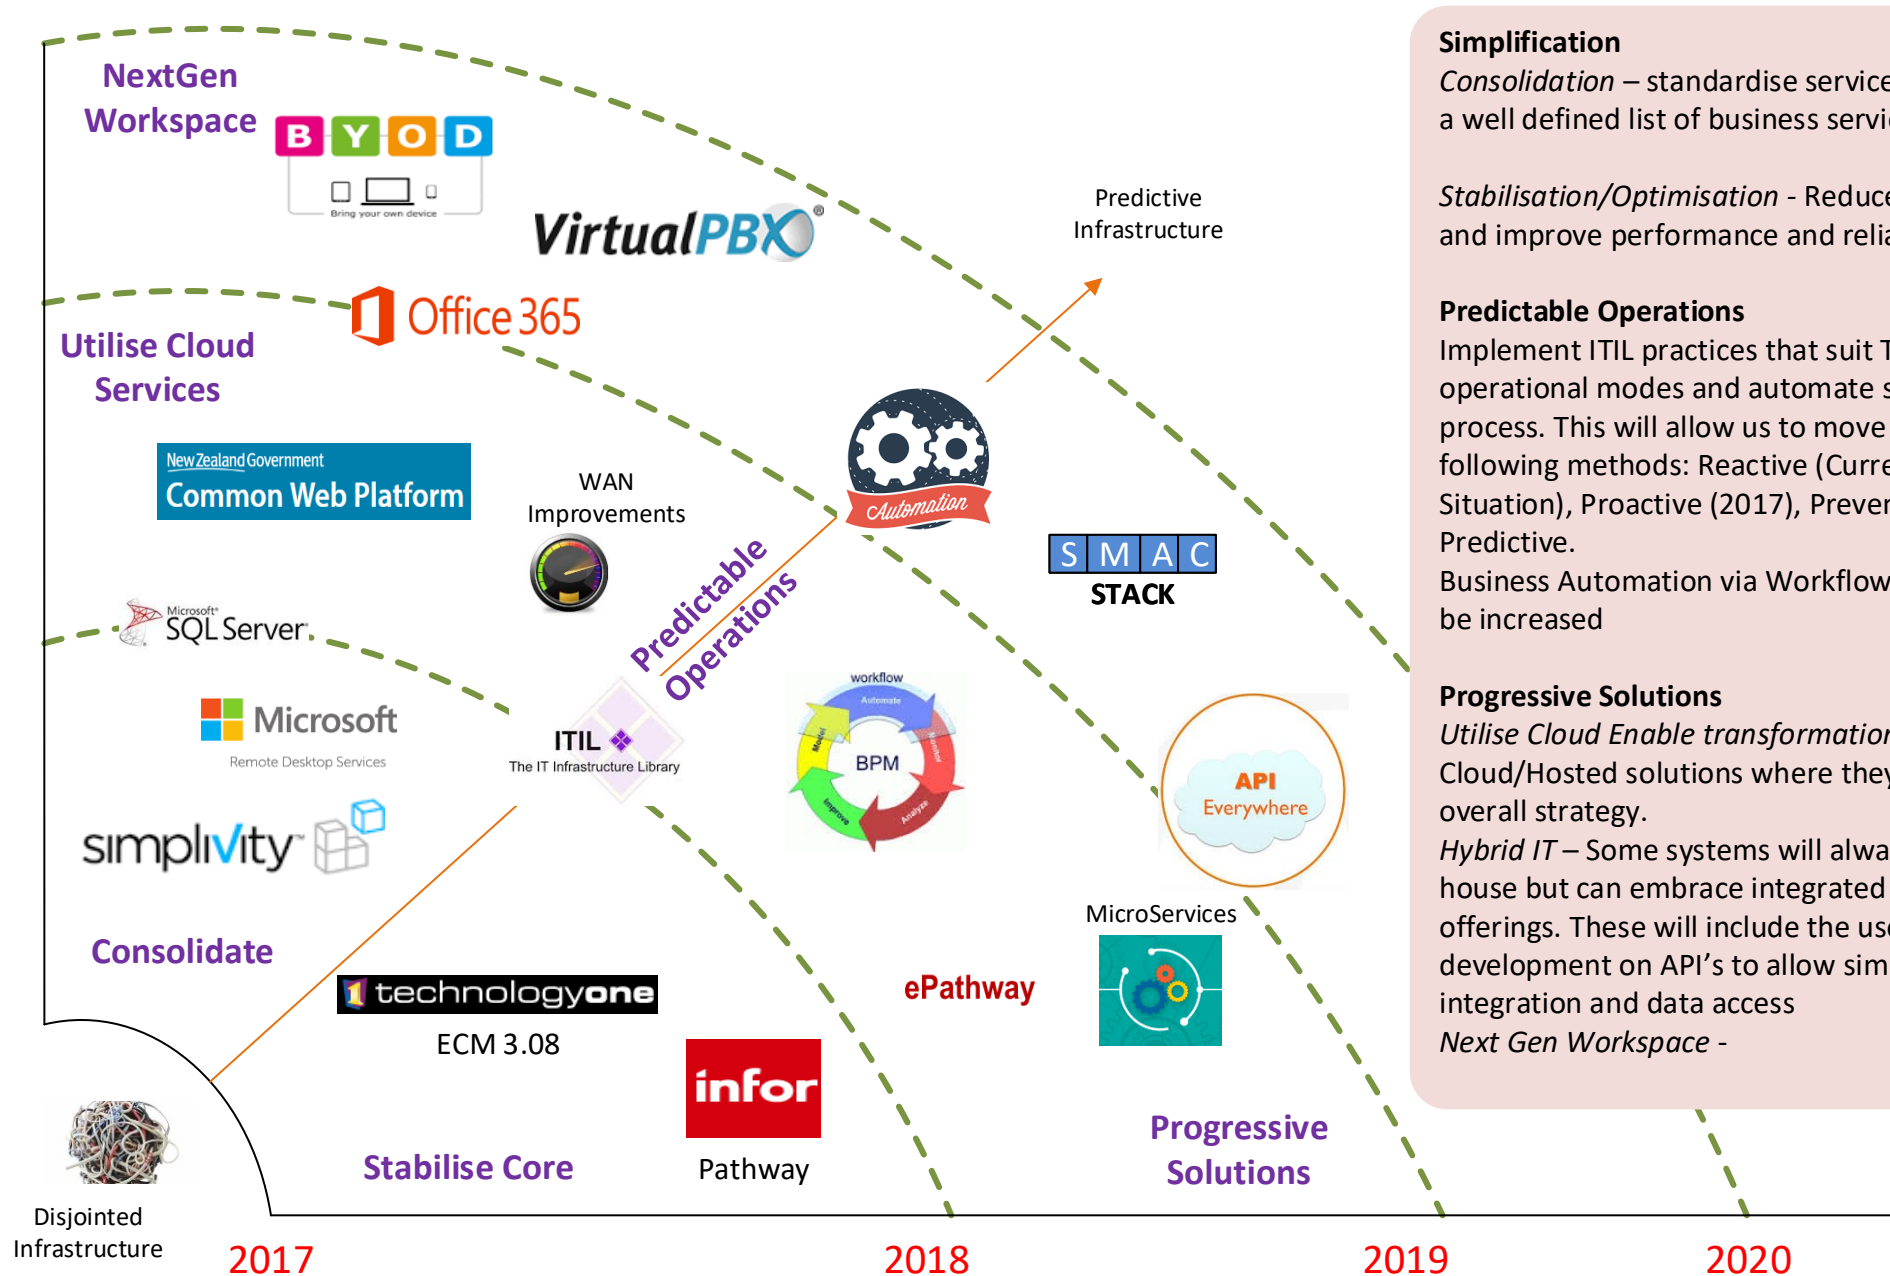 NextGen
Workspace
B Y O D
Bring your own device
VirtualPBX®
Predictive
Infrastructure
Office 365
Utilise Cloud
Services
New Zealand Government
Common Web Platform
WAN
Improvements
Automation
Predictable
Operations
S M A C
STACK
Microsoft®
SQL Server
Microsoft
Remote Desktop Services
ITIL
The IT Infrastructure Library
workflow
Automate
Monitor
Analyze
Improve
Model
BPM
API
Everywhere
simplivity™
Consolidate
MicroServices
technologyone
ECM 3.08
ePathway
infor
Pathway
Stabilise Core
Progressive
Solutions
Disjointed
Infrastructure
2017
2018
2019
2020
Simplification
Consolidation – standardise service
a well defined list of business servi
Stabilisation/Optimisation - Reduce
and improve performance and relia
Predictable Operations
Implement ITIL practices that suit T
operational modes and automate s
process. This will allow us to move
following methods: Reactive (Curre
Situation), Proactive (2017), Preven
Predictive.
Business Automation via Workflow
be increased
Progressive Solutions
Utilise Cloud Enable transformation
Cloud/Hosted solutions where they
overall strategy.
Hybrid IT – Some systems will alwa
house but can embrace integrated
offerings. These will include the use
development on API's to allow sim
integration and data access
Next Gen Workspace -